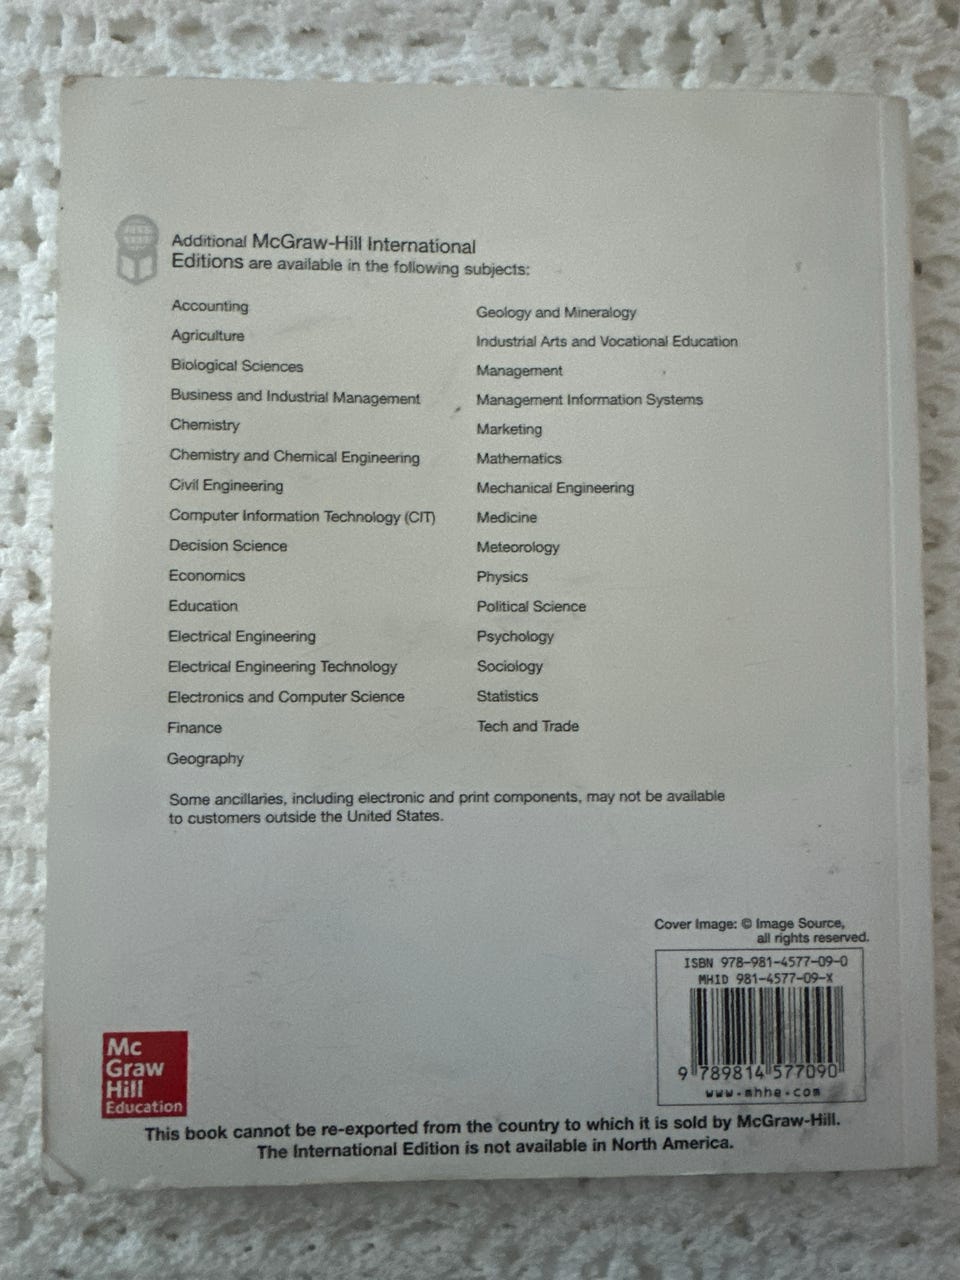 Additional McGraw-Hill International
Editions are available in the following subjects:
Accounting
Agriculture
Biological Sciences
Business and Industrial Management
Chemistry
Chemistry and Chemical Engineering
Civil Engineering
Computer Information Technology (CIT)
Decision Science
Economics
Education
Electrical Engineering
Electrical Engineering Technology
Electronics and Computer Science
Finance
Geography
Geology and Mineralogy
Industrial Arts and Vocational Education
Management
Management Information Systems
Marketing
Mathematics
Mechanical Engineering
Medicine
Meteorology
Physics
Political Science
Psychology
Sociology
Statistics
Tech and Trade
Some ancillaries, including electronic and print components, may not be available
to customers outside the United States.
Cover Image: © Image Source,
all rights reserved.
ISBN 978-981-4577-09-0
MHID 981-4577-09-X
9 789814 577090
www.mhhe.com
Mc
Graw
Hill
Education
This book cannot be re-exported from the country to which it is sold by McGraw-Hill.
The International Edition is not available in North America.